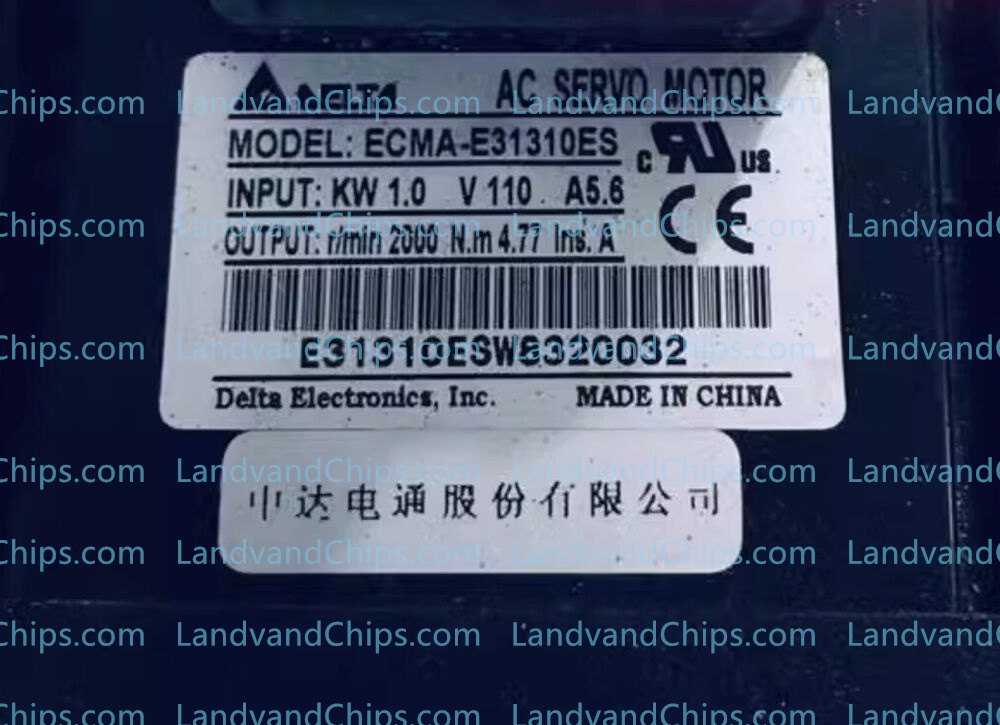 DELTA AC SERVO MOTOR
MODEL: ECMA-E31310ES
c RU US
INPUT: KW 1.0 V 110 A5.6
CE
OUTPUT: r/min 2000 N.m 4.77 Ins. A
E31310ESW8320032
Delta Electronics, Inc. MADE IN CHINA
中达电通股份有限公司
LandvandChips.com